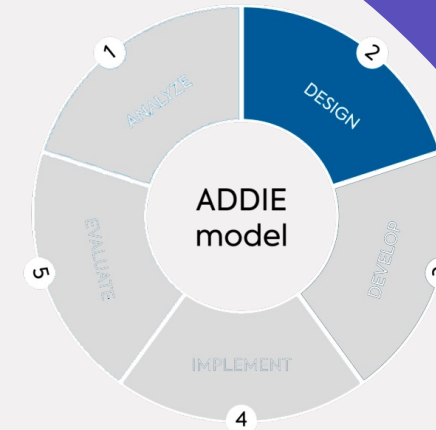 1
ANALYZE
2
DESIGN
DEVELOP
4
IMPLEMENT
5
EVALUATE
ADDIE
model